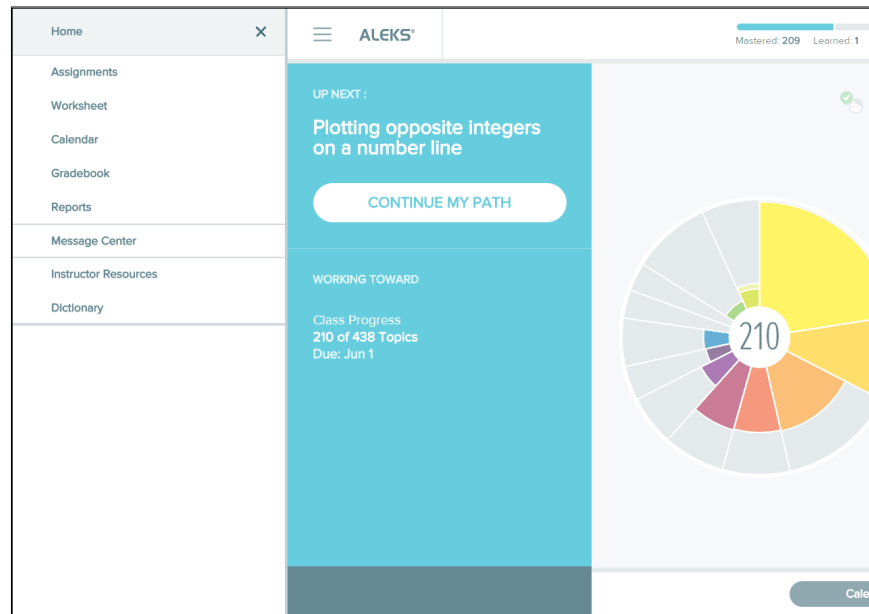 Home
Assignments
Worksheet
Calendar
Gradebook
Reports
Message Center
Instructor Resources
Dictionary
ALEKS®
Mastered: 209 Learned: 1
UP NEXT :
Plotting opposite integers
on a number line
CONTINUE MY PATH
WORKING TOWARD
Class Progress
210 of 438 Topics
Due: Jun 1
210
Cale